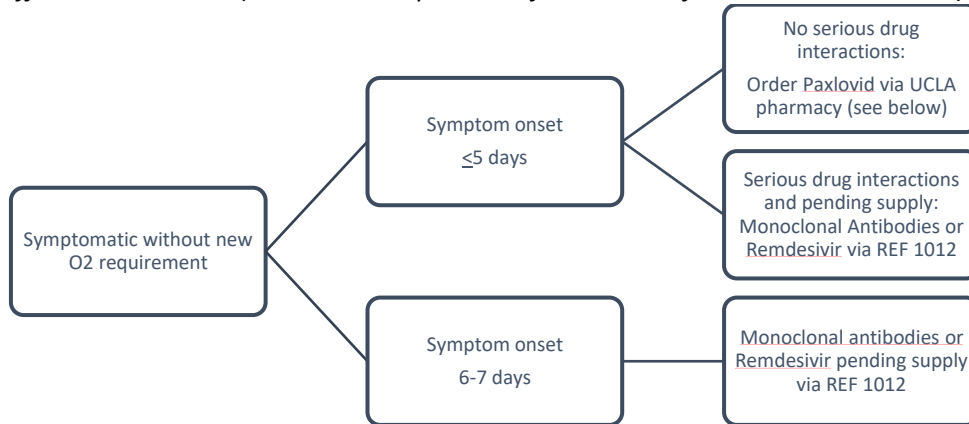 Symptomatic without new
O2 requirement
Symptom onset
≤5 days
Symptom onset
6-7 days
No serious drug
interactions:
Order Paxlovid via UCLA
pharmacy (see below)
Serious drug interactions
and pending supply:
Monoclonal Antibodies or
Remdesivir via REF 1012
Monoclonal antibodies or
Remdesivir pending supply
via REF 1012